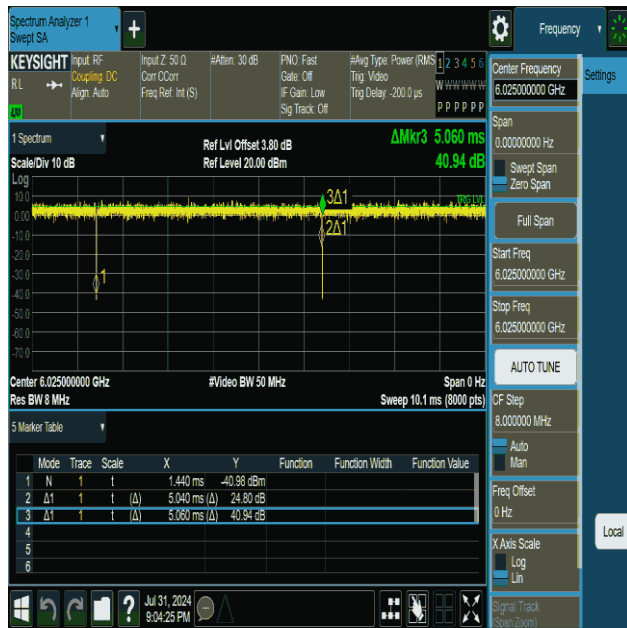 Spectrum Analyzer 1
Swept SA
Frequency
KEYSIGHT
RL
LXI
Input: RF
Coupling: DC
Align: Auto
Input Z: 50 Ω
Corr CCorr
Freq Ref: Int (S)
#Atten: 30 dB
PNO: Fast
Gate: Off
IF Gain: Low
Sig Track: Off
#Avg Type: Power (RMS
Trig: Video
Trig Delay: -200.0 µs
1 2 3 4 5 6
W W W W W W
P P P P P P
Center Frequency
6.025000000 GHz
Settings
1 Spectrum
Scale/Div 10 dB
Ref Lvl Offset 3.80 dB
Ref Level 20.00 dBm
ΔMkr3 5.060 ms
40.94 dB
Span
0.00000000 Hz
Swept Span
Zero Span
Full Span
Start Freq
6.025000000 GHz
Stop Freq
6.025000000 GHz
AUTO TUNE
Log
10.0
0.00
-10.0
-20.0
-30.0
-40.0
-50.0
-60.0
-70.0
3Δ1
TRIG LVL
2Δ1
1
Center 6.025000000 GHz
Res BW 8 MHz
#Video BW 50 MHz
Span 0 Hz
Sweep 10.1 ms (8000 pts)
CF Step
8.000000 MHz
Auto
Man
Freq Offset
0 Hz
X Axis Scale
Log
Lin
Signal Track
(Span Zoom)
Local
5 Marker Table
Mode Trace Scale X Y Function Function Width Function Value
1 N 1 t 1.440 ms -40.98 dBm
2 Δ1 1 t (Δ) 5.040 ms (Δ) 24.80 dB
3 Δ1 1 t (Δ) 5.060 ms (Δ) 40.94 dB
4
5
6
?
Jul 31, 2024
9:04:25 PM